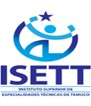 ISETT
INSTITUTO SUPERIOR DE
ESPECIALIDADES TÉCNICAS DE TEMUCO